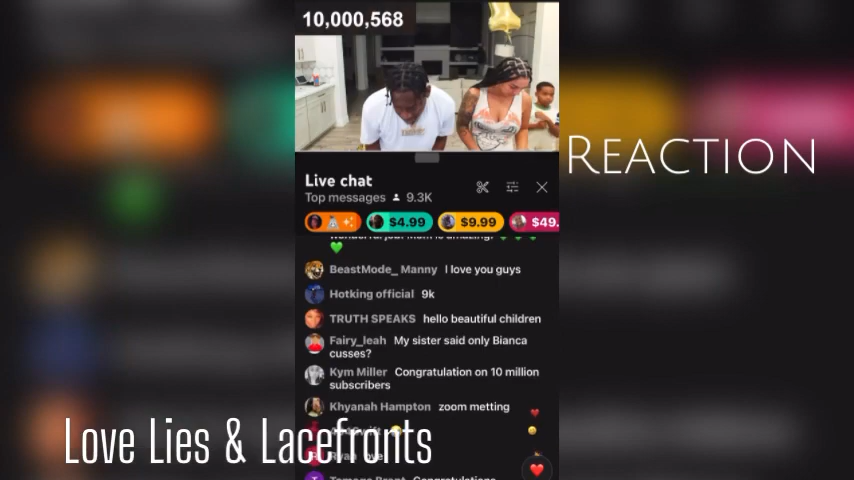 10,000,568
REACTION
Live chat
Top messages 9.3K
$4.99 $9.99 $49.
BeastMode_ Manny I love you guys
Hotking official 9k
TRUTH SPEAKS hello beautiful children
Fairy_leah My sister said only Bianca
cusses?
Kym Miller Congratulation on 10 million
subscribers
Khyanah Hampton zoom metting
Love Lies & Lacefronts